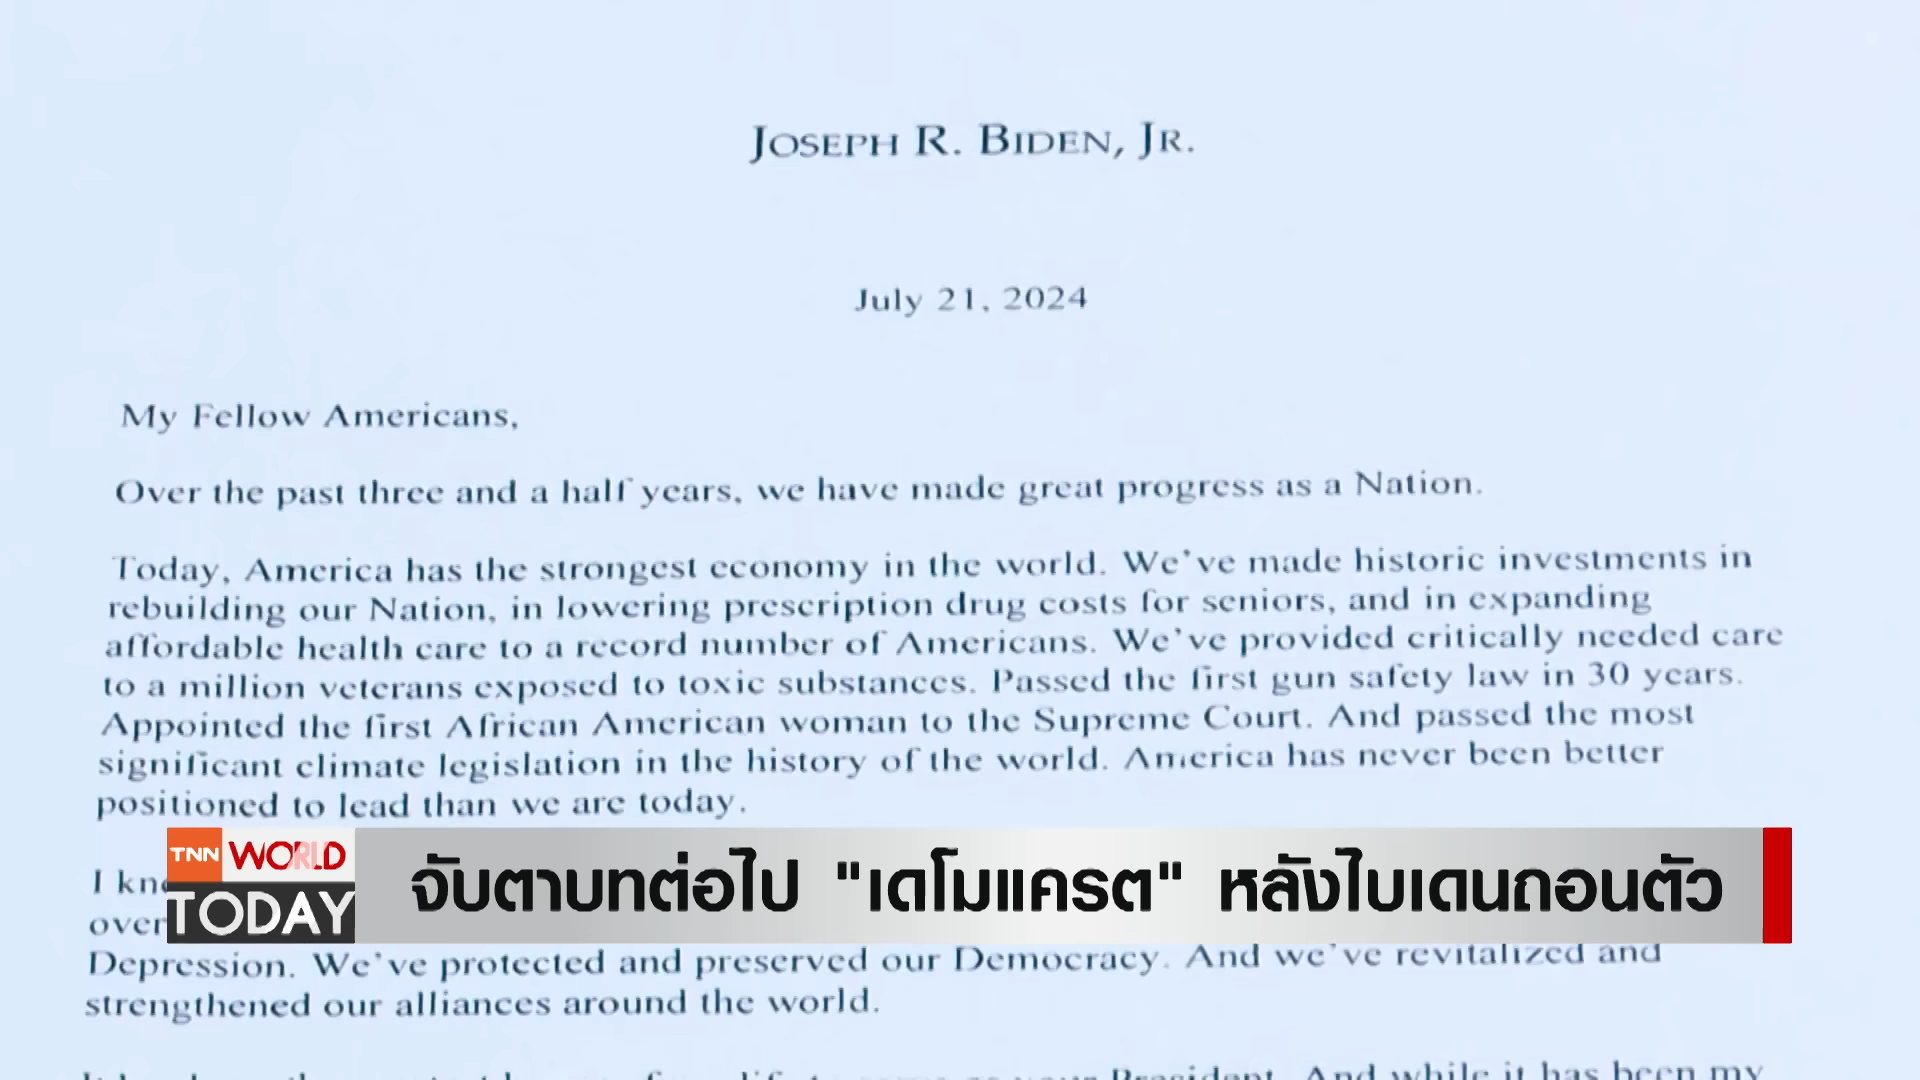 JOSEPH R. BIDEN, JR.
July 21, 2024
My Fellow Americans,
Over the past three and a half years, we have made great progress as a Nation.
Today, America has the strongest economy in the world. We've made historic investments in
rebuilding our Nation, in lowering prescription drug costs for seniors, and in expanding
affordable health care to a record number of Americans. We've provided critically needed care
to a million veterans exposed to toxic substances. Passed the first gun safety law in 30 years.
Appointed the first African American woman to the Supreme Court. And passed the most
significant climate legislation in the history of the world. America has never been better
positioned to lead than we are today.
I
over
Depression. We've protected and preserved our Democracy. And we've revitalized and
strengthened our alliances around the world.
President. And while it has been my
TNN WORLD
TODAY
จับตาบทต่อไป "เดโมแครต" หลังไบเดนถอนตัว